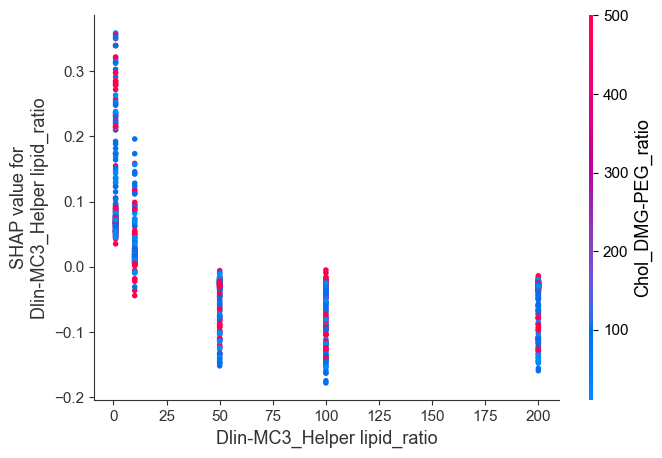 SHAP value for
Dlin-MC3_Helper lipid_ratio
0.3
0.2
0.1
0.0
−0.1
−0.2
0 25 50 75 100 125 150 175 200
Dlin-MC3_Helper lipid_ratio
500
400
300
200
100
Chol_DMG-PEG_ratio